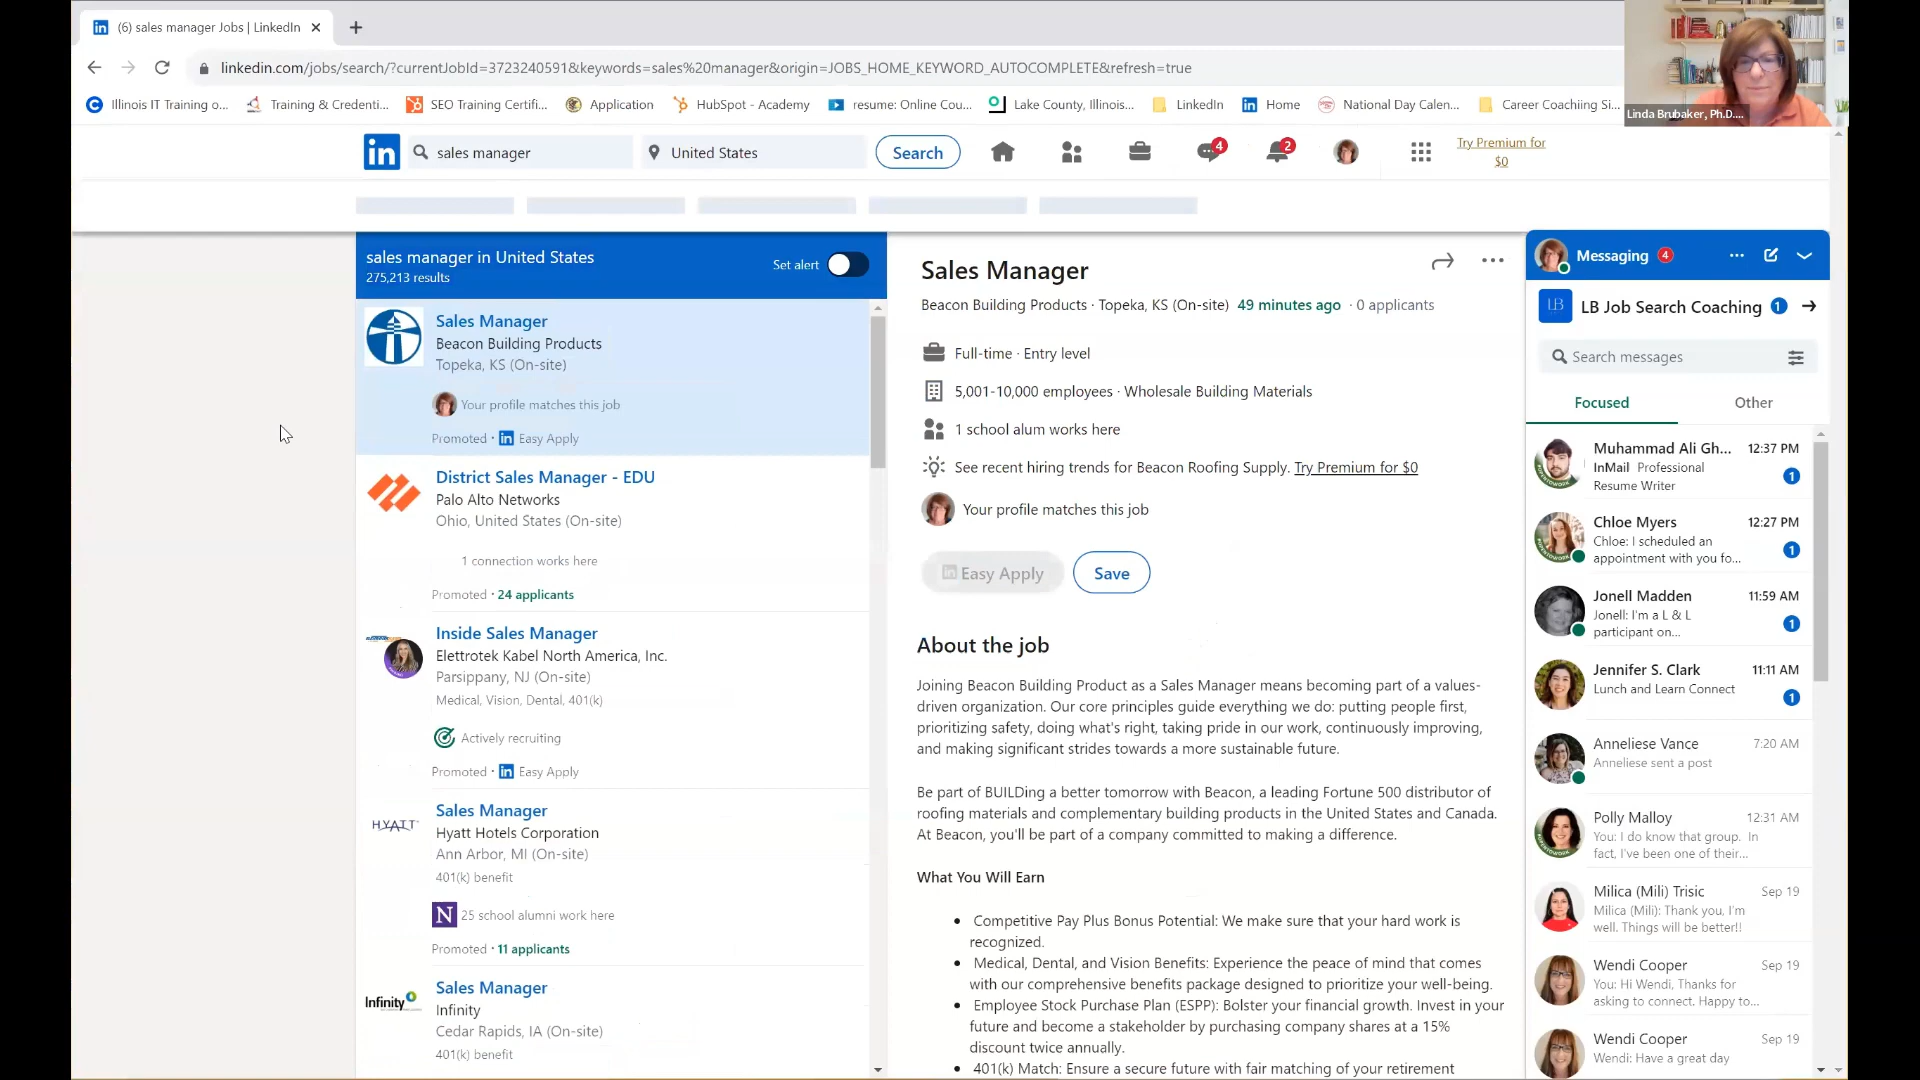 (6) sales manager Jobs | LinkedIn
linkedin.com/jobs/search/?currentJobId=3723240591&keywords=sales%20manager&origin=JOBS_HOME_KEYWORD_AUTOCOMPLETE&refresh=true
Illinois IT Training o...
Training & Credenti...
SEO Training Certifi...
Application
HubSpot - Academy
resume: Online Cou...
Lake County, Illinois...
LinkedIn
Home
National Day Calen...
Career Coachiing Si...
Linda Brubaker, Ph.D....
in
sales manager
United States
Search
4
2
Try Premium for
$0
sales manager in United States
275,213 results
Set alert
Sales Manager
Beacon Building Products
Topeka, KS (On-site)
Your profile matches this job
Promoted · in Easy Apply
District Sales Manager - EDU
Palo Alto Networks
Ohio, United States (On-site)
1 connection works here
Promoted · 24 applicants
Inside Sales Manager
Elettrotek Kabel North America, Inc.
Parsippany, NJ (On-site)
Medical, Vision, Dental, 401(k)
Actively recruiting
Promoted · in Easy Apply
HYATT
Sales Manager
Hyatt Hotels Corporation
Ann Arbor, MI (On-site)
401(k) benefit
N 25 school alumni work here
Promoted · 11 applicants
Infinity
Sales Manager
Infinity
Cedar Rapids, IA (On-site)
401(k) benefit
Sales Manager
Beacon Building Products · Topeka, KS (On-site) 49 minutes ago · 0 applicants
Full-time · Entry level
5,001-10,000 employees · Wholesale Building Materials
1 school alum works here
See recent hiring trends for Beacon Roofing Supply. Try Premium for $0
Your profile matches this job
in Easy Apply
Save
About the job
Joining Beacon Building Product as a Sales Manager means becoming part of a values-
driven organization. Our core principles guide everything we do: putting people first,
prioritizing safety, doing what's right, taking pride in our work, continuously improving,
and making significant strides towards a more sustainable future.
Be part of BUILDing a better tomorrow with Beacon, a leading Fortune 500 distributor of
roofing materials and complementary building products in the United States and Canada.
At Beacon, you'll be part of a company committed to making a difference.
What You Will Earn
• Competitive Pay Plus Bonus Potential: We make sure that your hard work is
recognized.
• Medical, Dental, and Vision Benefits: Experience the peace of mind that comes
with our comprehensive benefits package designed to prioritize your well-being.
• Employee Stock Purchase Plan (ESPP): Bolster your financial growth. Invest in your
future and become a stakeholder by purchasing company shares at a 15%
discount twice annually.
• 401(k) Match: Ensure a secure future with fair matching of your retirement
Messaging 4
LB
LB Job Search Coaching 1
Search messages
Focused
Other
Muhammad Ali Gh... 12:37 PM
InMail Professional
Resume Writer
1
Chloe Myers 12:27 PM
Chloe: I scheduled an
appointment with you fo...
1
Jonell Madden 11:59 AM
Jonell: I'm a L & L
participant on...
1
Jennifer S. Clark 11:11 AM
Lunch and Learn Connect
1
Anneliese Vance 7:20 AM
Anneliese sent a post
Polly Malloy 12:31 AM
You: I do know that group. In
fact, I've been one of their...
Milica (Mili) Trisic Sep 19
Milica (Mili): Thank you, I'm
well. Things will be better!!
Wendi Cooper Sep 19
You: Hi Wendi, Thanks for
asking to connect. Happy to...
Wendi Cooper Sep 19
Wendi: Have a great day